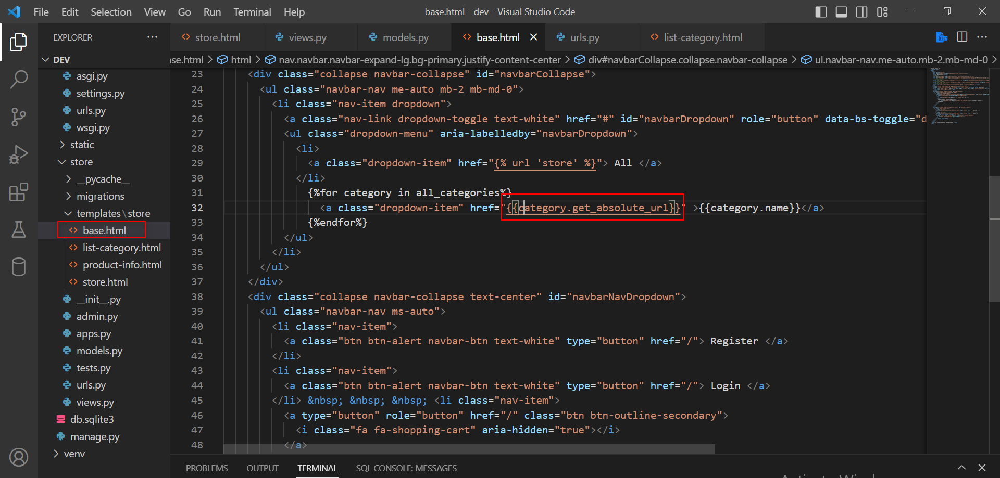 File Edit Selection View Go Run Terminal Help
base.html - dev - Visual Studio Code
EXPLORER
store.html
views.py
models.py
base.html
urls.py
list-category.html
DEV
asgi.py
settings.py
urls.py
wsgi.py
static
store
__pycache__
migrations
templates\store
base.html
list-category.html
product-info.html
store.html
__init__.py
admin.py
apps.py
models.py
tests.py
urls.py
views.py
db.sqlite3
manage.py
venv
ase.html > html > nav.navbar.navbar-expand-lg.bg-primary.justify-content-center > div#navbarCollapse.collapse.navbar-collapse > ul.navbar-nav.me-auto.mb-2.mb-md-0 >
23 <div class="collapse navbar-collapse" id="navbarCollapse">
24 <ul class="navbar-nav me-auto mb-2 mb-md-0">
25 <li class="nav-item dropdown">
26 <a class="nav-link dropdown-toggle text-white" href="#" id="navbarDropdown" role="button" data-bs-toggle="d
27 <ul class="dropdown-menu" aria-labelledby="navbarDropdown">
28 <li>
29 <a class="dropdown-item" href="{% url 'store' %}"> All </a>
30 </li>
31 {%for category in all_categories%}
32 <a class="dropdown-item" href="{{category.get_absolute_url}}" >{{category.name}}</a>
33 {%endfor%}
34 </ul>
35 </li>
36 </ul>
37 </div>
38 <div class="collapse navbar-collapse text-center" id="navbarNavDropdown">
39 <ul class="navbar-nav ms-auto">
40 <li class="nav-item">
41 <a class="btn btn-alert navbar-btn text-white" type="button" href="/"> Register </a>
42 </li>
43 <li class="nav-item">
44 <a class="btn btn-alert navbar-btn text-white" type="button" href="/"> Login </a>
45 </li> &nbsp; &nbsp; &nbsp; <li class="nav-item">
46 <a type="button" role="button" href="/" class="btn btn-outline-secondary">
47 <i class="fa fa-shopping-cart" aria-hidden="true"></i>
48 </a>
PROBLEMS OUTPUT TERMINAL SQL CONSOLE: MESSAGES